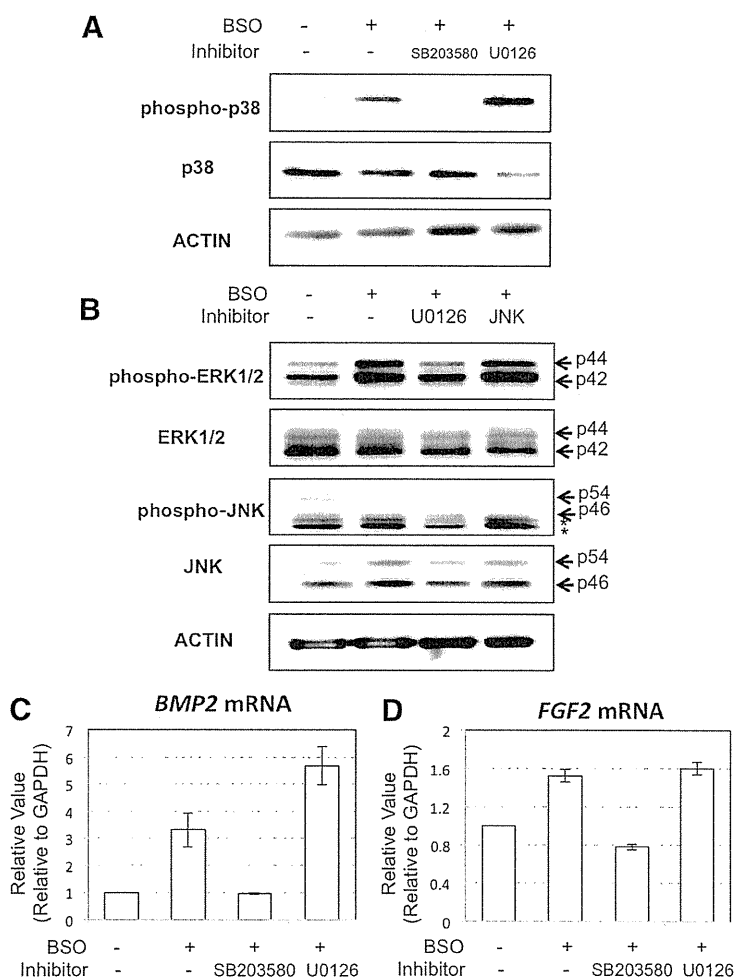 A
BSO - + + +
Inhibitor - - SB203580 U0126
phospho-p38
p38
ACTIN
B
BSO - + + +
Inhibitor - - U0126 JNK
phospho-ERK1/2
p44
p42
ERK1/2
p44
p42
phospho-JNK
p54
p46
*
*
JNK
p54
p46
ACTIN
C
BMP2 mRNA
Relative Value
(Relative to GAPDH)
7
6
5
4
3
2
1
0
BSO - + + +
Inhibitor - - SB203580 U0126
D
FGF2 mRNA
Relative Value
(Relative to GAPDH)
2
1.6
1.2
0.8
0.4
0
BSO - + + +
Inhibitor - - SB203580 U0126